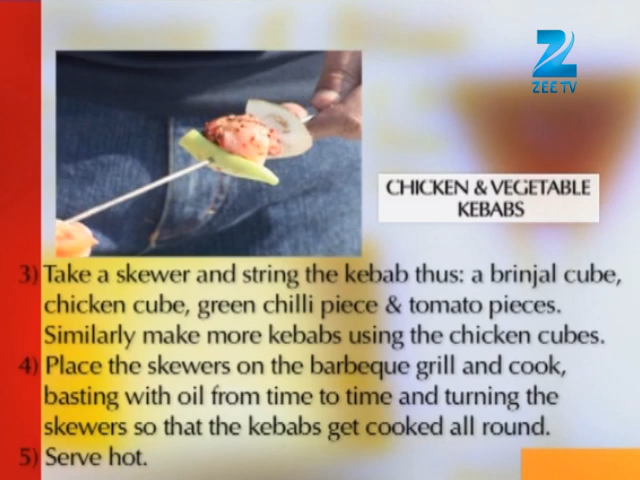 ZEE TV
CHICKEN & VEGETABLE
KEBABS
3) Take a skewer and string the kebab thus: a brinjal cube,
chicken cube, green chilli piece & tomato pieces.
Similarly make more kebabs using the chicken cubes.
4) Place the skewers on the barbeque grill and cook,
basting with oil from time to time and turning the
skewers so that the kebabs get cooked all round.
5) Serve hot.